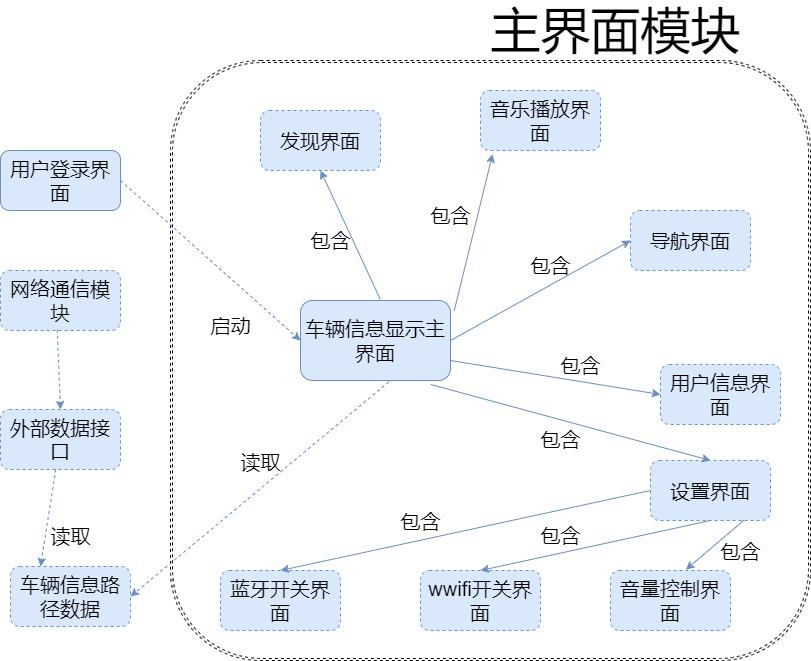 主界面模块
音乐播放界
面
发现界面
用户登录界
面
包含
包含
导航界面
包含
网络通信模
块
启动
车辆信息显示主
界面
包含
用户信息界
面
外部数据接
口
包含
读取
设置界面
包含
读取
包含
包含
车辆信息路
径数据
蓝牙开关界
面
wwifi开关界
面
音量控制界
面